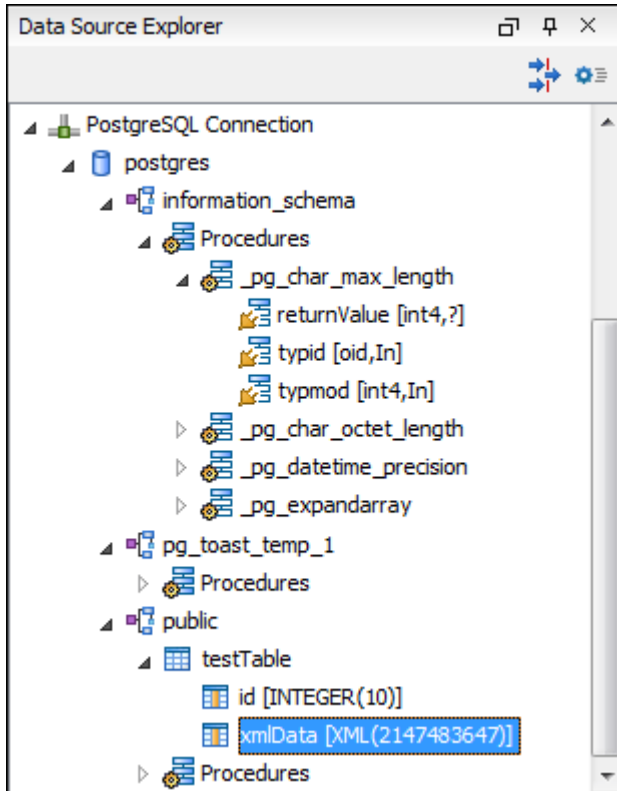 Data Source Explorer
PostgreSQL Connection
postgres
information_schema
Procedures
_pg_char_max_length
returnValue [int4,?]
typid [oid,In]
typmod [int4,In]
_pg_char_octet_length
_pg_datetime_precision
_pg_expandarray
pg_toast_temp_1
Procedures
public
testTable
id [INTEGER(10)]
xmlData [XML(2147483647)]
Procedures